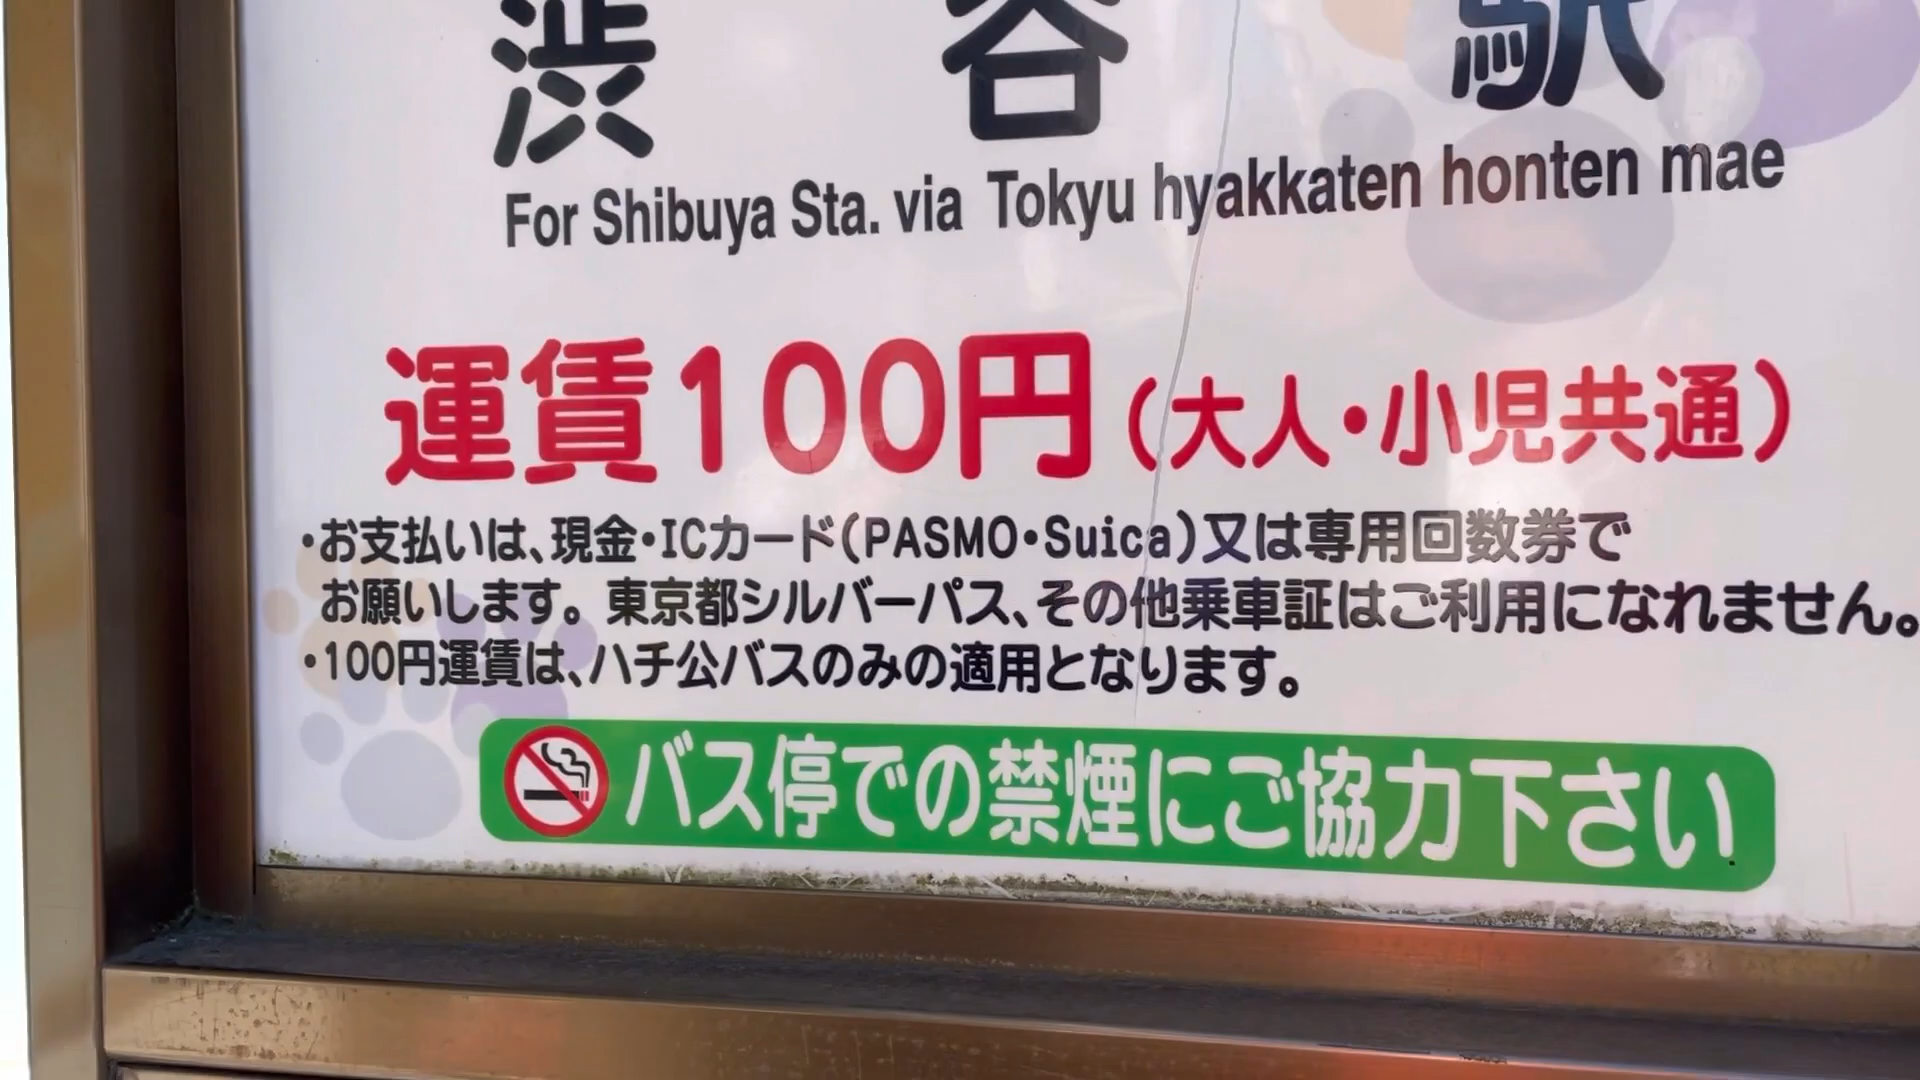 渋谷駅
For Shibuya Sta. via Tokyu hyakkaten honten mae
運賃100円(大人・小児共通)
・お支払いは、現金・ICカード(PASMO・Suica)又は専用回数券で
お願いします。東京都シルバーパス、その他乗車証はご利用になれません。
・100円運賃は、ハチ公バスのみの適用となります。
バス停での禁煙にご協力下さい